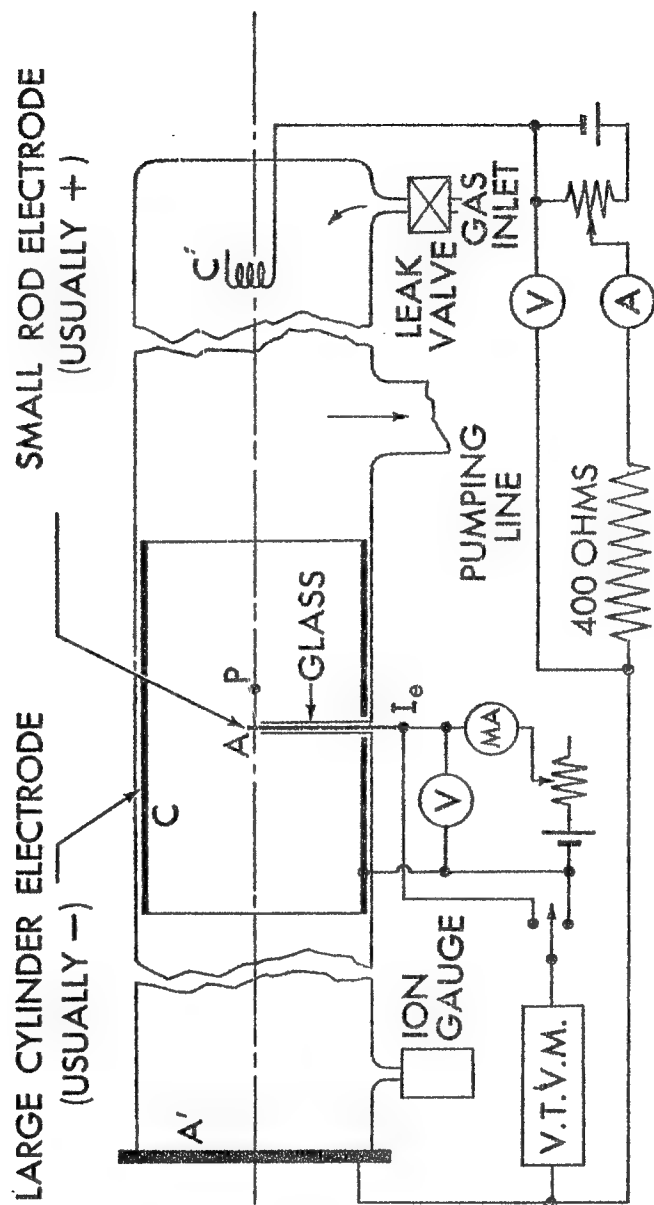 LARGE CYLINDER ELECTRODE
(USUALLY −)
SMALL ROD ELECTRODE
(USUALLY +)
A'
C
A
P
GLASS
C'
ION
GAUGE
I e
PUMPING
LINE
LEAK
VALVE
GAS
INLET
V
MA
V
A
400 OHMS
V.T.V.M.